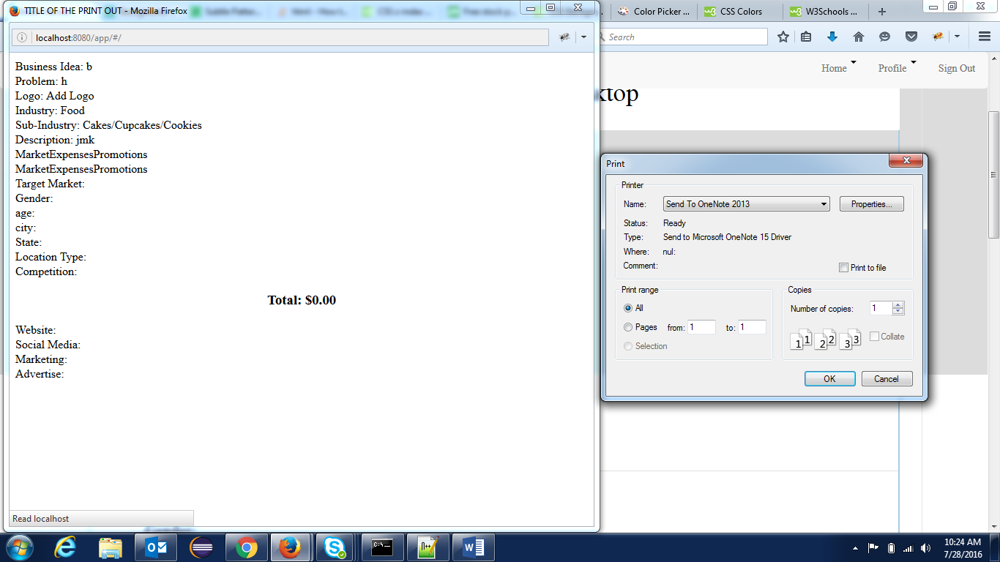 TITLE OF THE PRINT OUT - Mozilla Firefox
Color Picker ...
CSS Colors
W3Schools ...
localhost:8080/app/#/
Search
Home
Profile
Sign Out
ktop
Business Idea: b
Problem: h
Logo: Add Logo
Industry: Food
Sub-Industry: Cakes/Cupcakes/Cookies
Description: jmk
MarketExpensesPromotions
MarketExpensesPromotions
Target Market:
Gender:
age:
city:
State:
Location Type:
Competition:
Total: $0.00
Website:
Social Media:
Marketing:
Advertise:
Read localhost
Print
Printer
Name: Send To OneNote 2013 Properties...
Status: Ready
Type: Send to Microsoft OneNote 15 Driver
Where: nul:
Comment:
Print to file
Print range
All
Pages from: 1 to: 1
Selection
Copies
Number of copies: 1
1 1 2 2 3 3
Collate
OK
Cancel
10:24 AM
7/28/2016